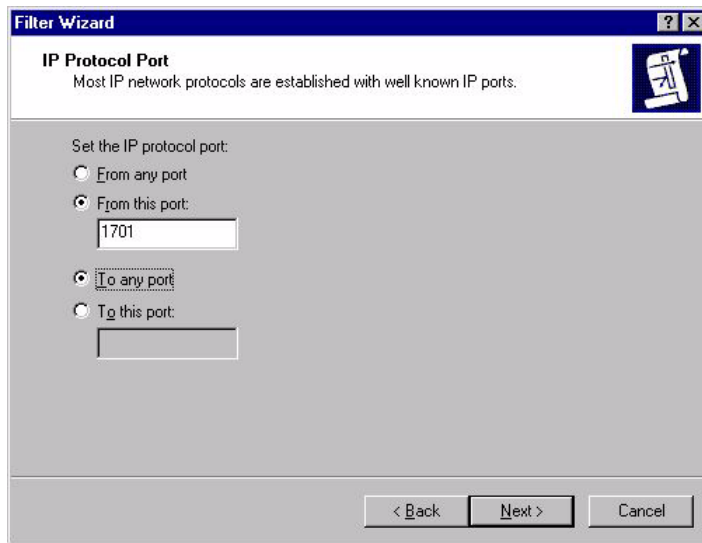 Filter Wizard
IP Protocol Port
Most IP network protocols are established with well known IP ports.
Set the IP protocol port:
From any port
From this port:
1701
To any port
To this port:
< Back
Next >
Cancel